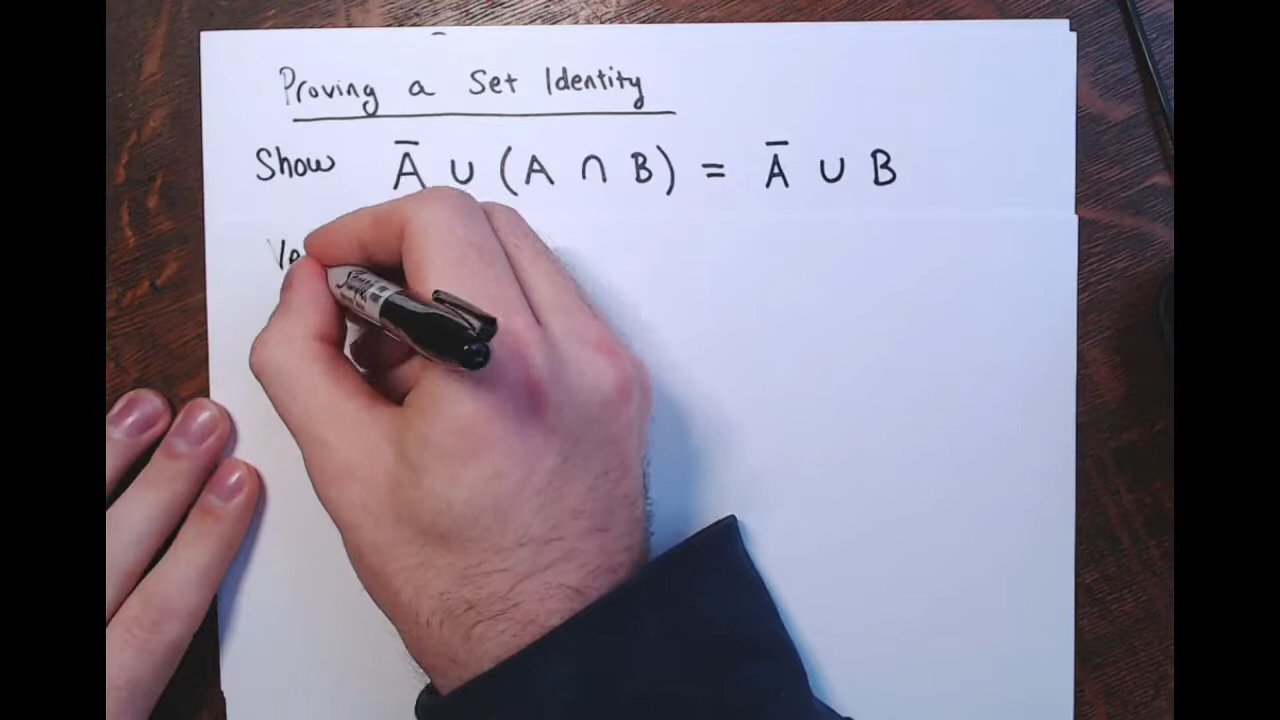 Proving a Set Identity
Show A̅ ∪ (A ∩ B) = A̅ ∪ B